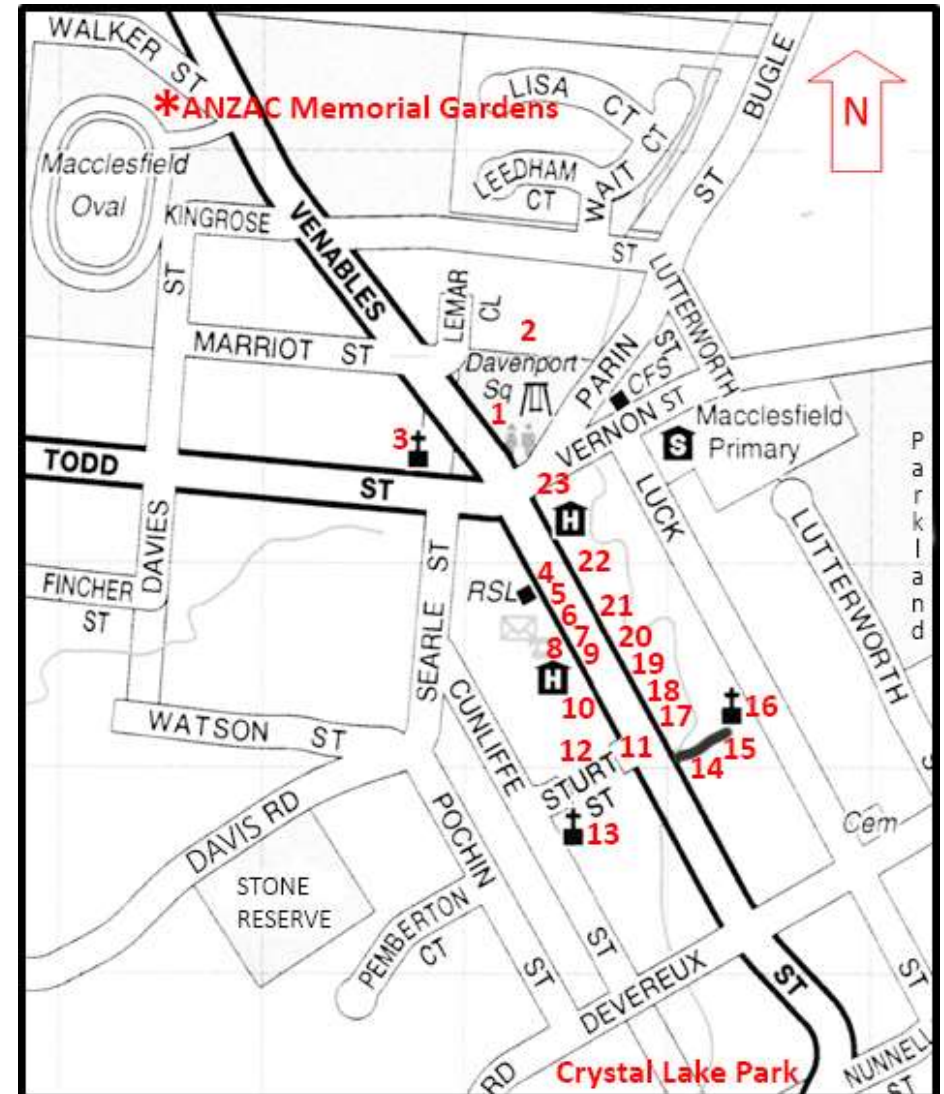 WALKER ST
*ANZAC Memorial Gardens
LISA CT
BUGLE ST
N
Macclesfield
Oval
LEEDHAM
CT
WAIT CT
KINGROSE ST
VENABLES
ST
LEMAR
CL
LUTTERWORTH
MARRIOT ST
2
Davenport
Sq
PARIN
ST
CFS
1
VERNON ST
S
Macclesfield
Primary
Parkland
3
TODD ST
23
H
LUCK
LUTTERWORTH
S
DAVIES
ST
FINCHER
ST
SEARLE ST
RSL
4
5
6
7
8
9
H
10
22
21
20
19
18
17
16
15
14
WATSON ST
CUNLIFFE
ST
12
11
STURT
ST
13
Cem
DAVIS RD
STONE
RESERVE
POCHIN
ST
PEMBERTON
CT
DEVEREUX
RD
ST
ST
Crystal Lake Park
NUNNELL
ST